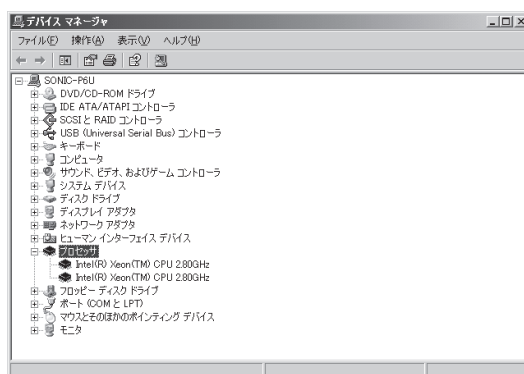 デバイス マネージャ
ファイル(F) 操作(A) 表示(V) ヘルプ(H)
SONIC-P6U
DVD/CD-ROM ドライブ
IDE ATA/ATAPI コントローラ
SCSI と RAID コントローラ
USB (Universal Serial Bus) コントローラ
キーボード
コンピュータ
サウンド、ビデオ、およびゲーム コントローラ
システム デバイス
ディスク ドライブ
ディスプレイ アダプタ
ネットワーク アダプタ
ヒューマン インターフェイス デバイス
プロセッサ
Intel(R) Xeon(TM) CPU 2.80GHz
Intel(R) Xeon(TM) CPU 2.80GHz
フロッピー ディスク ドライブ
ポート (COM と LPT)
マウスとそのほかのポインティング デバイス
モニタ